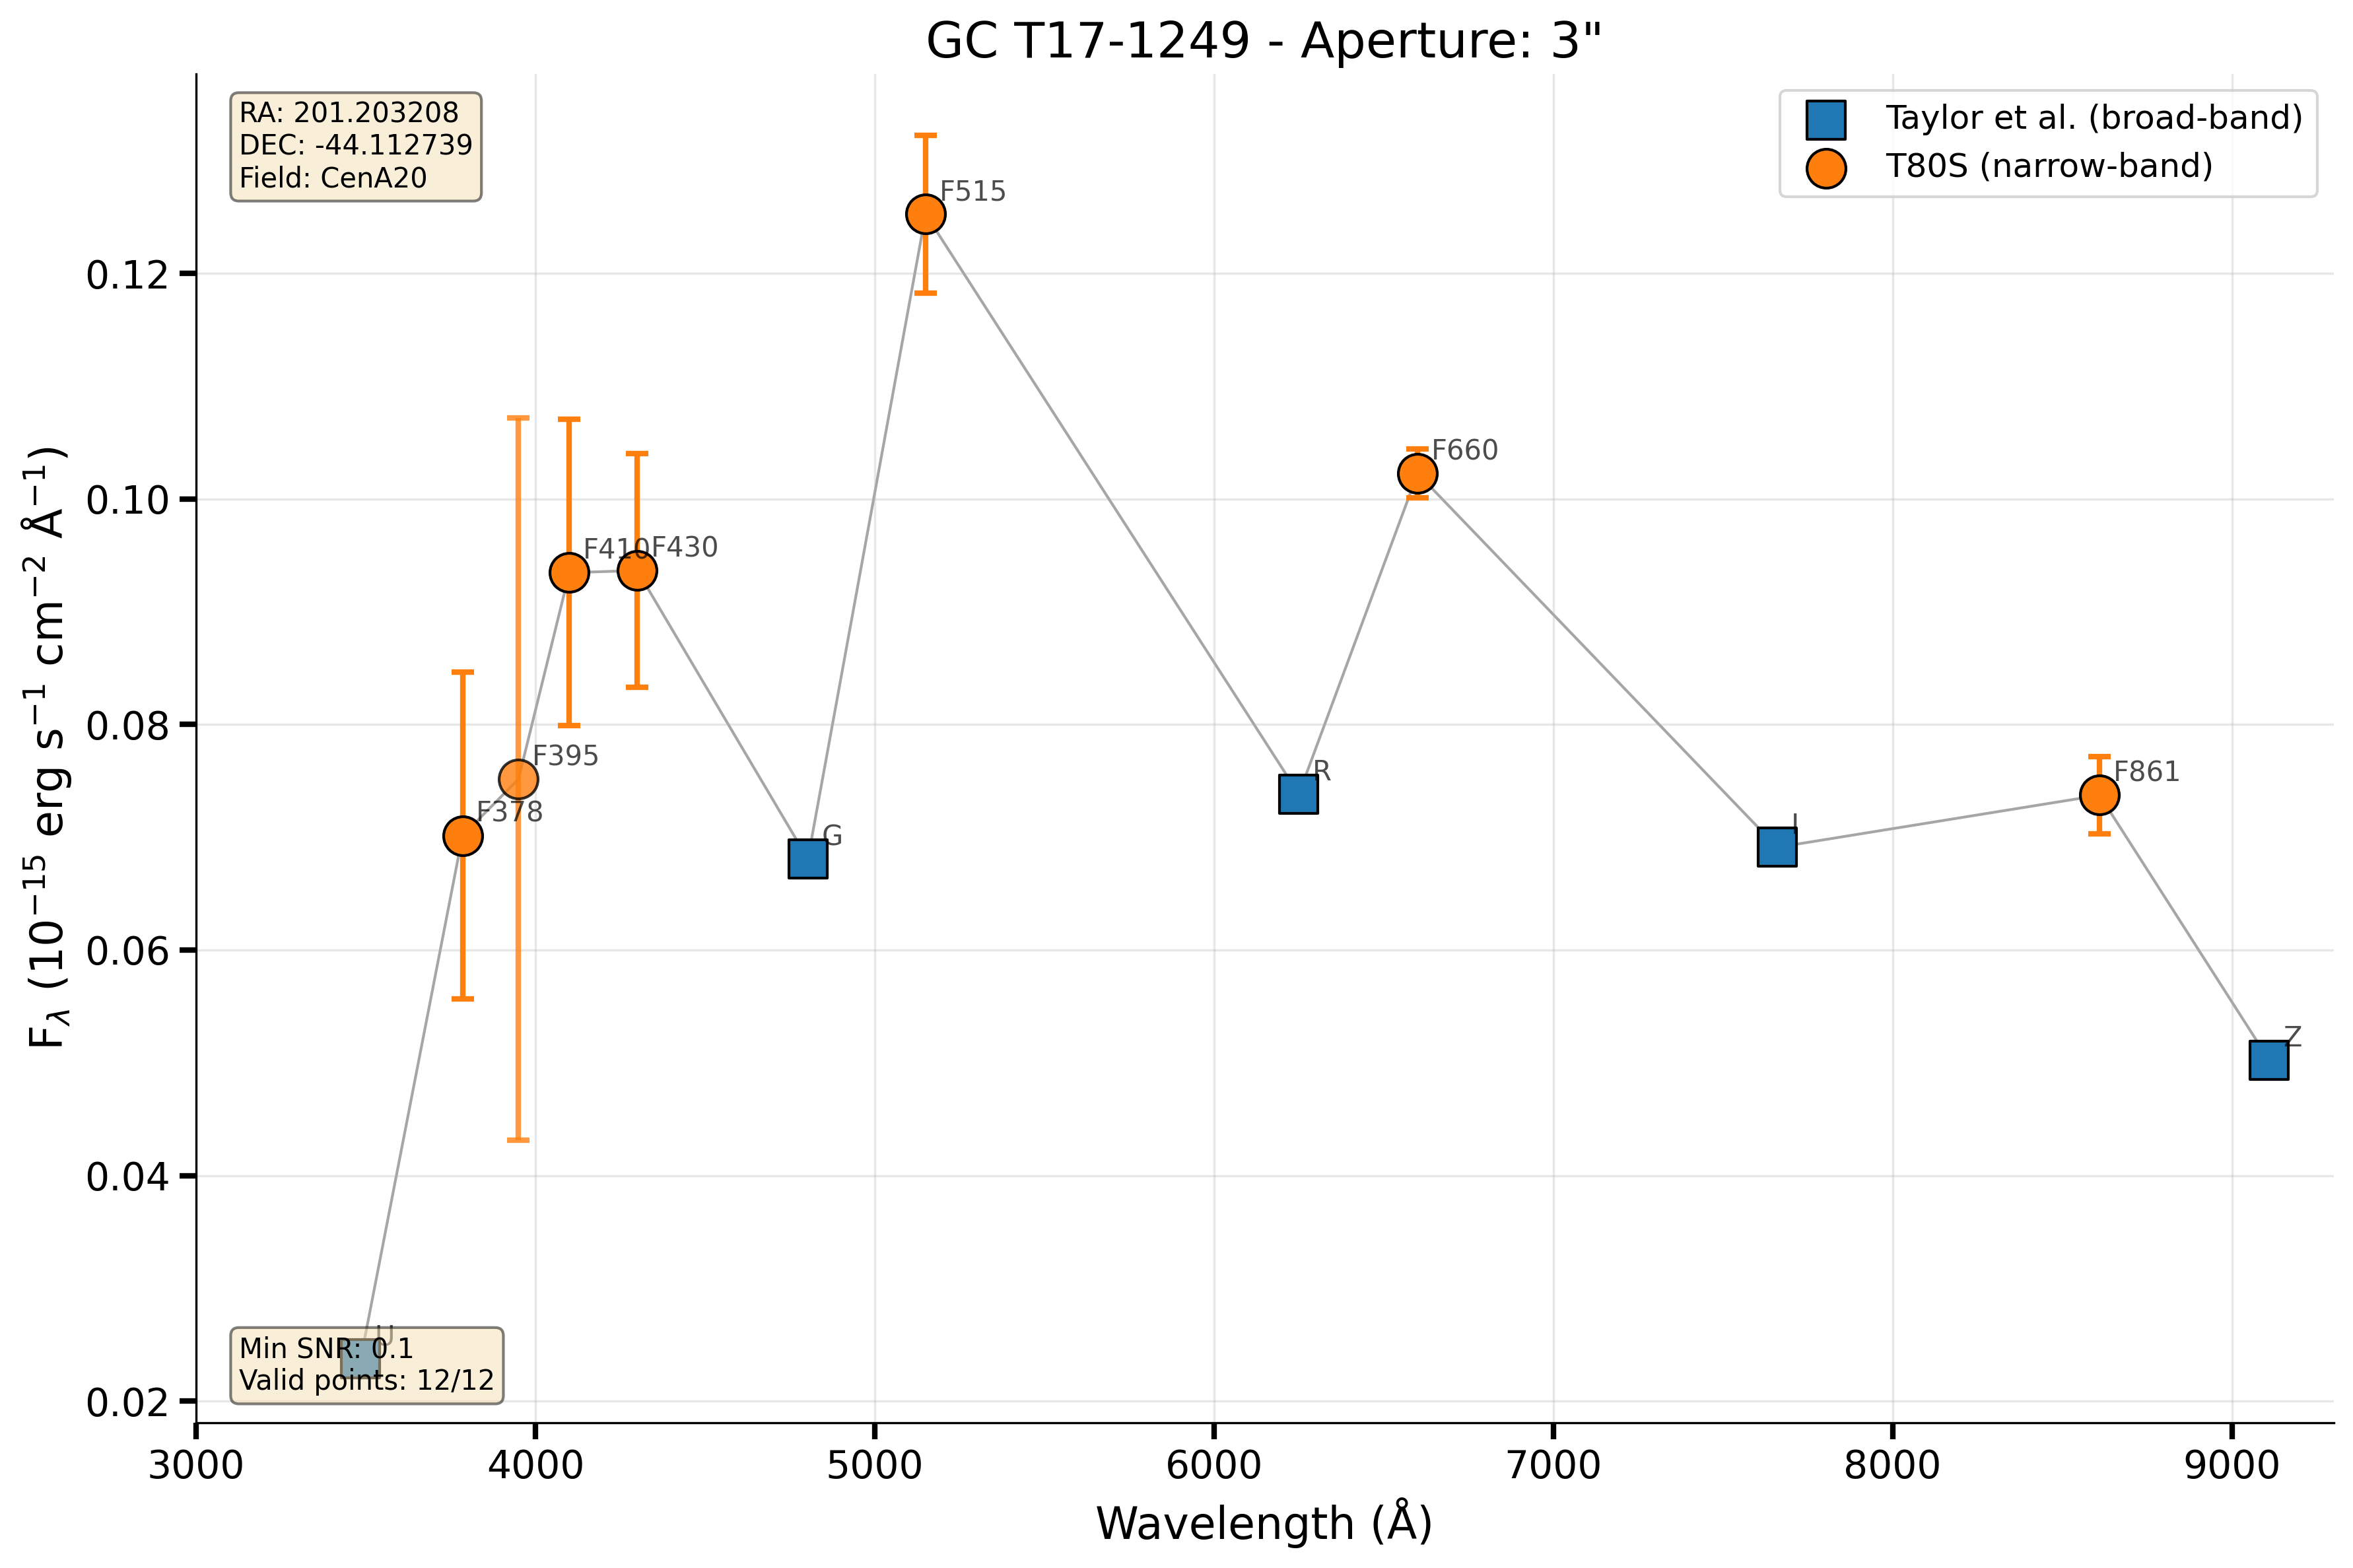 GC T17-1249 - Aperture: 3"
RA: 201.203208
DEC: -44.112739
Field: CenA20
Taylor et al. (broad-band)
T80S (narrow-band)
F515
F660
F410
F430
F395
F378
G
R
I
F861
Z
U
Min SNR: 0.1
Valid points: 12/12
0.12
0.10
0.08
0.06
0.04
0.02
F$_{λ}$ (10$^{−15}$ erg s$^{−1}$ cm$^{−2}$ Å$^{−1}$)
3000 4000 5000 6000 7000 8000 9000
Wavelength (Å)